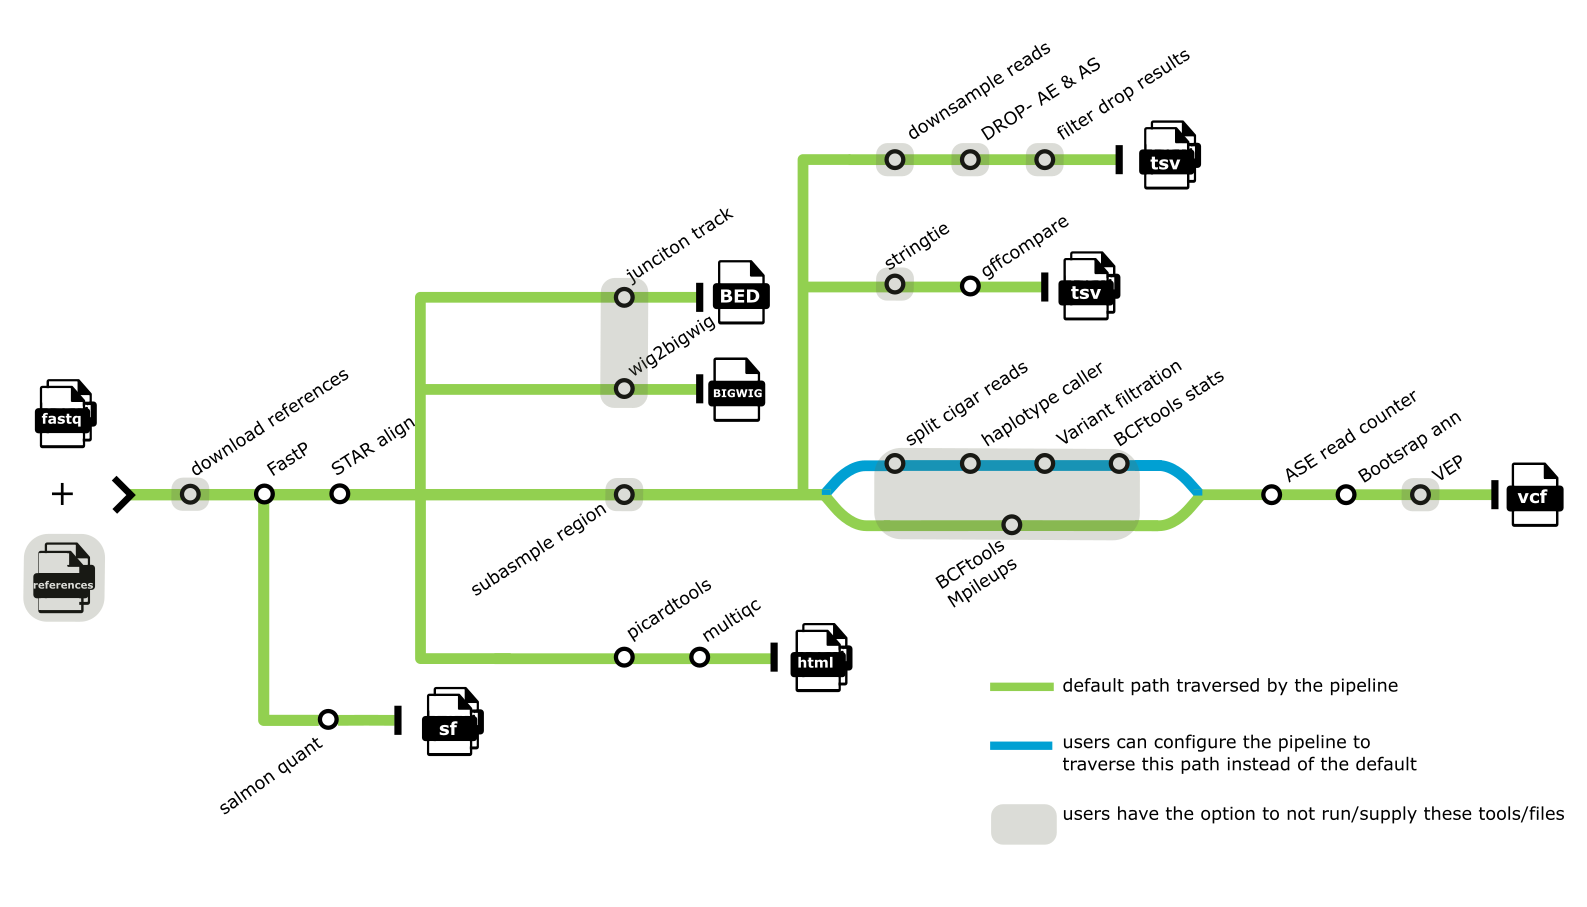 downsample reads
DROP- AE & AS
filter drop results
tsv
junciton track
BED
stringtie
gffcompare
tsv
wig2bigwig
BIGWIG
fastq
+
references
download references
FastP
STAR align
subasmple region
split cigar reads
haplotype caller
Variant filtration
BCFtools stats
BCFtools
Mpileups
ASE read counter
Bootsrap ann
VEP
vcf
picardtools
multiqc
html
salmon quant
sf
default path traversed by the pipeline
users can configure the pipeline to
traverse this path instead of the default
users have the option to not run/supply these tools/files